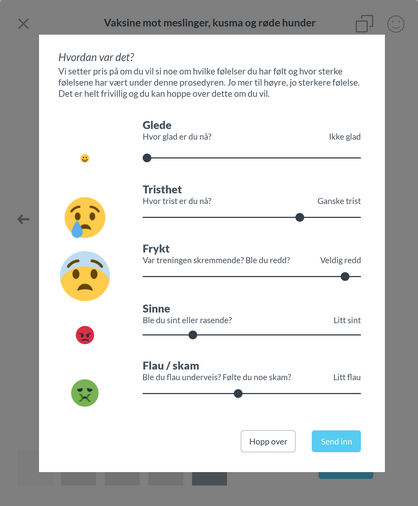 Vaksine mot meslinger, kusma og røde hunder
Hvordan var det?
Vi setter pris på om du vil si noe om hvilke følelser du har følt og hvor sterke
følelsene har vært under denne prosedyren. Jo mer til høyre, jo sterkere følelse.
Det er helt frivillig og du kan hoppe over dette om du vil.
Glede
Hvor glad er du nå? Ikke glad
Tristhet
Hvor trist er du nå? Ganske trist
Frykt
Var treningen skremmende? Ble du redd? Veldig redd
Sinne
Ble du sint eller rasende? Litt sint
Flau / skam
Ble du flau underveis? Følte du noe skam? Litt flau
Hopp over Send inn